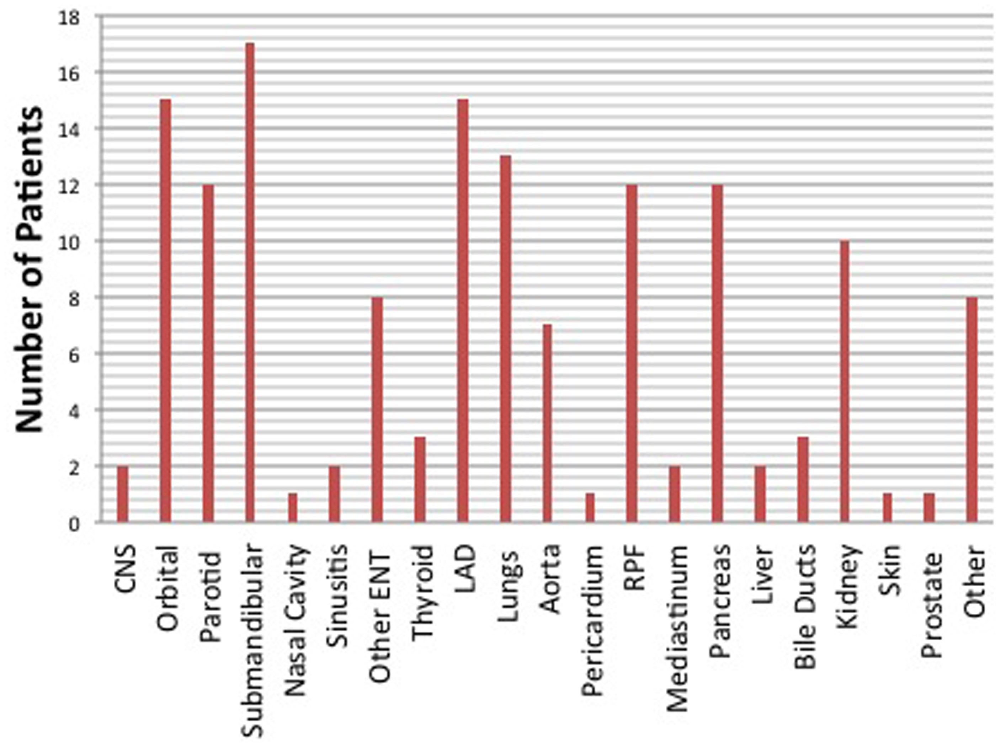 Number of Patients
18
16
14
12
10
8
6
4
2
0
CNS
Orbital
Parotid
Submandibular
Nasal Cavity
Sinusitis
Other ENT
Thyroid
LAD
Lungs
Aorta
Pericardium
RPF
Mediastinum
Pancreas
Liver
Bile Ducts
Kidney
Skin
Prostate
Other